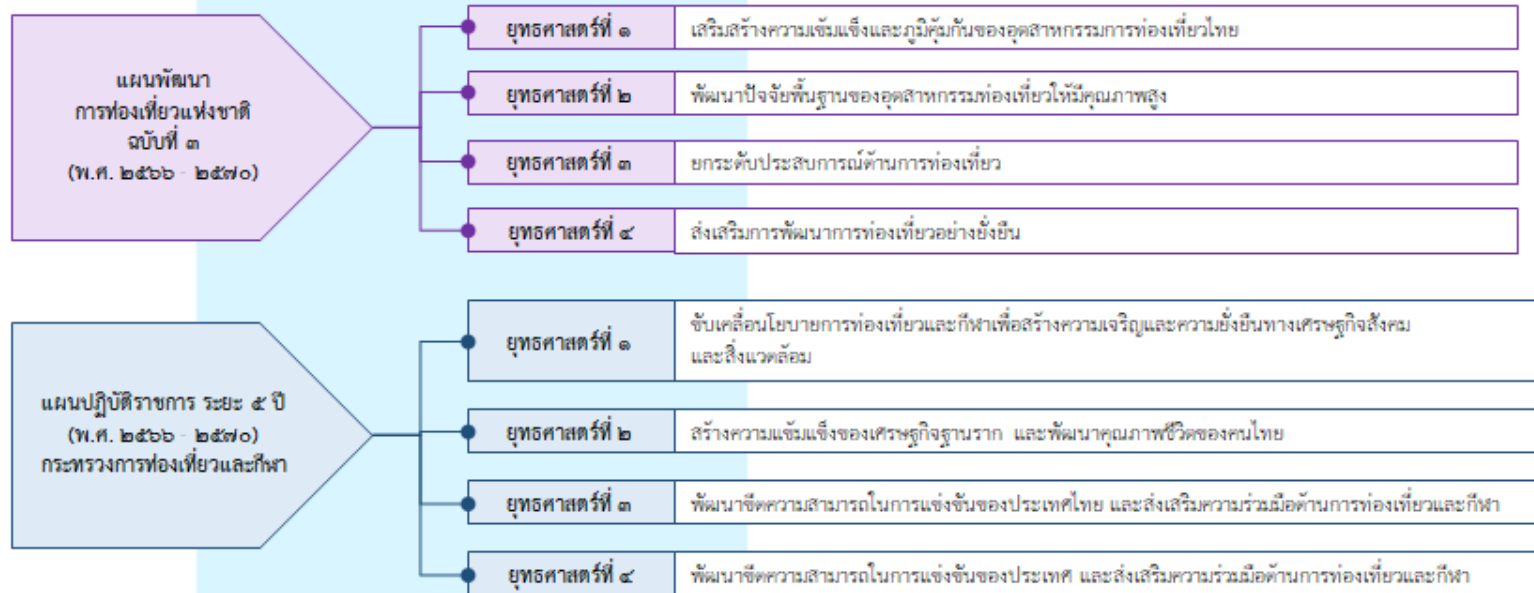 แผนพัฒนา
การท่องเที่ยวแห่งชาติ
ฉบับที่ ๓
(พ.ศ. ๒๕๖๖ - ๒๕๗๐)
ยุทธศาสตร์ที่ ๑ เสริมสร้างความเข้มแข็งและภูมิคุ้มกันของอุตสาหกรรมการท่องเที่ยวไทย
ยุทธศาสตร์ที่ ๒ พัฒนาปัจจัยพื้นฐานของอุตสาหกรรมท่องเที่ยวให้มีคุณภาพสูง
ยุทธศาสตร์ที่ ๓ ยกระดับประสบการณ์ด้านการท่องเที่ยว
ยุทธศาสตร์ที่ ๔ ส่งเสริมการพัฒนาการท่องเที่ยวอย่างยั่งยืน
แผนปฏิบัติราชการ ระยะ ๕ ปี
(พ.ศ. ๒๕๖๖ - ๒๕๗๐)
กระทรวงการท่องเที่ยวและกีฬา
ยุทธศาสตร์ที่ ๑ ขับเคลื่อนโยบายการท่องเที่ยวและกีฬาเพื่อสร้างความเจริญและความยั่งยืนทางเศรษฐกิจสังคม
และสิ่งแวดล้อม
ยุทธศาสตร์ที่ ๒ สร้างความแข้มแข็งของเศรษฐกิจฐานราก และพัฒนาคุณภาพชีวิตของคนไทย
ยุทธศาสตร์ที่ ๓ พัฒนาขีดความสามารถในการแข่งขันของประเทศไทย และส่งเสริมความร่วมมือด้านการท่องเที่ยวและกีฬา
ยุทธศาสตร์ที่ ๔ พัฒนาขีดความสามารถในการแข่งขันของประเทศ และส่งเสริมความร่วมมือด้านการท่องเที่ยวและกีฬา